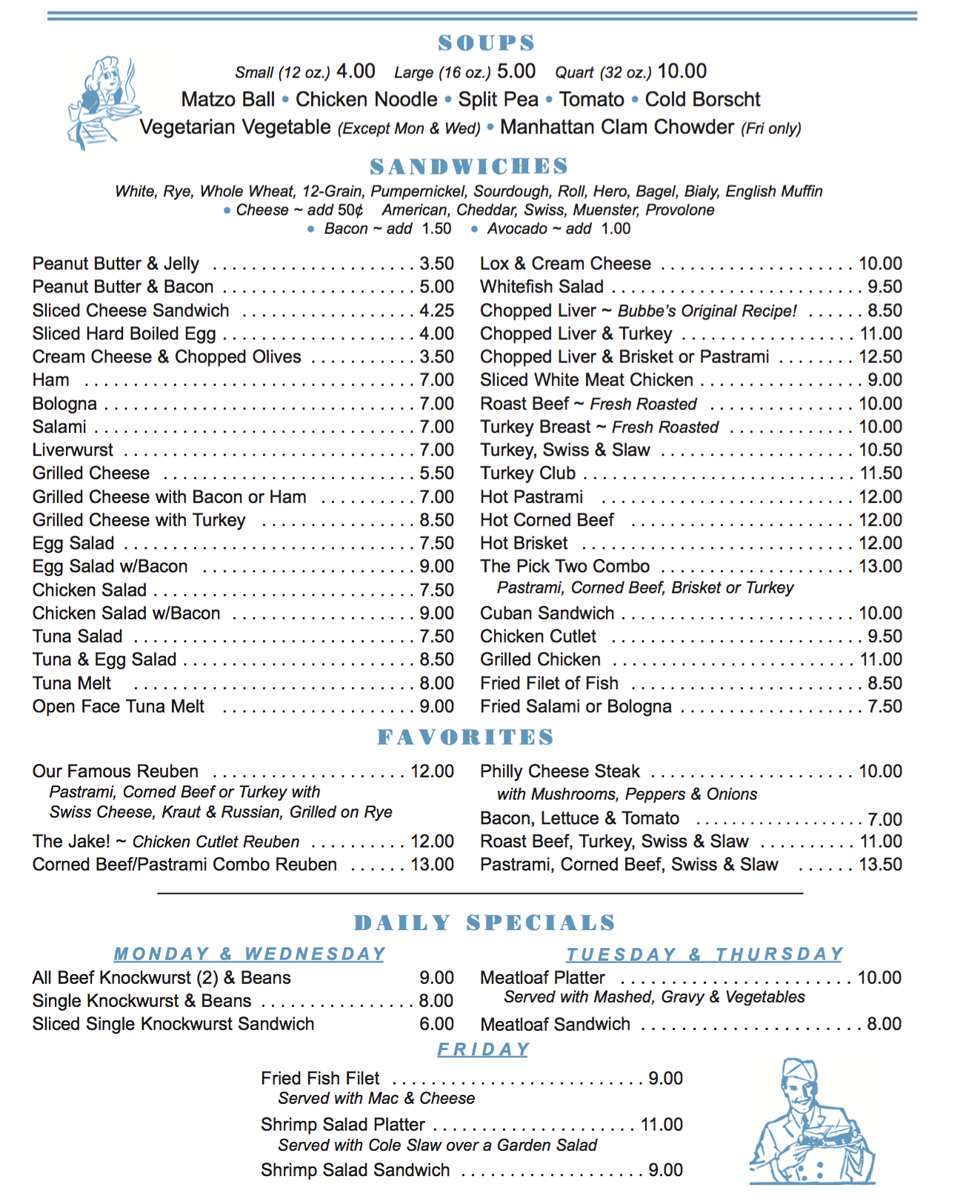 SOUPS
Small (12 oz.) 4.00 Large (16 oz.) 5.00 Quart (32 oz.) 10.00
Matzo Ball • Chicken Noodle • Split Pea • Tomato • Cold Borscht
Vegetarian Vegetable (Except Mon & Wed) • Manhattan Clam Chowder (Fri only)
SANDWICHES
White, Rye, Whole Wheat, 12-Grain, Pumpernickel, Sourdough, Roll, Hero, Bagel, Bialy, English Muffin
• Cheese ~ add 50¢ American, Cheddar, Swiss, Muenster, Provolone
• Bacon ~ add 1.50 • Avocado ~ add 1.00
Peanut Butter & Jelly . . . . . . . . . . . . . . . . . . . . . 3.50
Peanut Butter & Bacon . . . . . . . . . . . . . . . . . . . . 5.00
Sliced Cheese Sandwich . . . . . . . . . . . . . . . . . . 4.25
Sliced Hard Boiled Egg . . . . . . . . . . . . . . . . . . . . 4.00
Cream Cheese & Chopped Olives . . . . . . . . . . . 3.50
Ham . . . . . . . . . . . . . . . . . . . . . . . . . . . . . . . . . . 7.00
Bologna . . . . . . . . . . . . . . . . . . . . . . . . . . . . . . . . 7.00
Salami . . . . . . . . . . . . . . . . . . . . . . . . . . . . . . . . . 7.00
Liverwurst . . . . . . . . . . . . . . . . . . . . . . . . . . . . . . 7.00
Grilled Cheese . . . . . . . . . . . . . . . . . . . . . . . . . . 5.50
Grilled Cheese with Bacon or Ham . . . . . . . . . . 7.00
Grilled Cheese with Turkey . . . . . . . . . . . . . . . . 8.50
Egg Salad . . . . . . . . . . . . . . . . . . . . . . . . . . . . . . 7.50
Egg Salad w/Bacon . . . . . . . . . . . . . . . . . . . . . . 9.00
Chicken Salad . . . . . . . . . . . . . . . . . . . . . . . . . . . 7.50
Chicken Salad w/Bacon . . . . . . . . . . . . . . . . . . . 9.00
Tuna Salad . . . . . . . . . . . . . . . . . . . . . . . . . . . . . 7.50
Tuna & Egg Salad . . . . . . . . . . . . . . . . . . . . . . . . 8.50
Tuna Melt . . . . . . . . . . . . . . . . . . . . . . . . . . . . . 8.00
Open Face Tuna Melt . . . . . . . . . . . . . . . . . . . . 9.00
Lox & Cream Cheese . . . . . . . . . . . . . . . . . . . . 10.00
Whitefish Salad . . . . . . . . . . . . . . . . . . . . . . . . . . 9.50
Chopped Liver ~ Bubbe's Original Recipe! . . . . . . 8.50
Chopped Liver & Turkey . . . . . . . . . . . . . . . . . . 11.00
Chopped Liver & Brisket or Pastrami . . . . . . . . 12.50
Sliced White Meat Chicken . . . . . . . . . . . . . . . . . 9.00
Roast Beef ~ Fresh Roasted . . . . . . . . . . . . . . . 10.00
Turkey Breast ~ Fresh Roasted . . . . . . . . . . . . . 10.00
Turkey, Swiss & Slaw . . . . . . . . . . . . . . . . . . . . 10.50
Turkey Club . . . . . . . . . . . . . . . . . . . . . . . . . . . . 11.50
Hot Pastrami . . . . . . . . . . . . . . . . . . . . . . . . . . 12.00
Hot Corned Beef . . . . . . . . . . . . . . . . . . . . . . . 12.00
Hot Brisket . . . . . . . . . . . . . . . . . . . . . . . . . . . . 12.00
The Pick Two Combo . . . . . . . . . . . . . . . . . . . . 13.00
Pastrami, Corned Beef, Brisket or Turkey
Cuban Sandwich . . . . . . . . . . . . . . . . . . . . . . . . 10.00
Chicken Cutlet . . . . . . . . . . . . . . . . . . . . . . . . . 9.50
Grilled Chicken . . . . . . . . . . . . . . . . . . . . . . . . . 11.00
Fried Filet of Fish . . . . . . . . . . . . . . . . . . . . . . . . 8.50
Fried Salami or Bologna . . . . . . . . . . . . . . . . . . . 7.50
FAVORITES
Our Famous Reuben . . . . . . . . . . . . . . . . . . . . 12.00
Pastrami, Corned Beef or Turkey with
Swiss Cheese, Kraut & Russian, Grilled on Rye
The Jake! ~ Chicken Cutlet Reuben . . . . . . . . . . 12.00
Corned Beef/Pastrami Combo Reuben . . . . . . 13.00
Philly Cheese Steak . . . . . . . . . . . . . . . . . . . . . 10.00
with Mushrooms, Peppers & Onions
Bacon, Lettuce & Tomato . . . . . . . . . . . . . . . . . 7.00
Roast Beef, Turkey, Swiss & Slaw . . . . . . . . . . 11.00
Pastrami, Corned Beef, Swiss & Slaw . . . . . . 13.50
DAILY SPECIALS
MONDAY & WEDNESDAY
All Beef Knockwurst (2) & Beans 9.00
Single Knockwurst & Beans . . . . . . . . . . . . . . . . 8.00
Sliced Single Knockwurst Sandwich 6.00
TUESDAY & THURSDAY
Meatloaf Platter . . . . . . . . . . . . . . . . . . . . . . . . 10.00
Served with Mashed, Gravy & Vegetables
Meatloaf Sandwich . . . . . . . . . . . . . . . . . . . . . . . 8.00
FRIDAY
Fried Fish Filet . . . . . . . . . . . . . . . . . . . . . . . . . . 9.00
Served with Mac & Cheese
Shrimp Salad Platter . . . . . . . . . . . . . . . . . . . . . 11.00
Served with Cole Slaw over a Garden Salad
Shrimp Salad Sandwich . . . . . . . . . . . . . . . . . . . 9.00